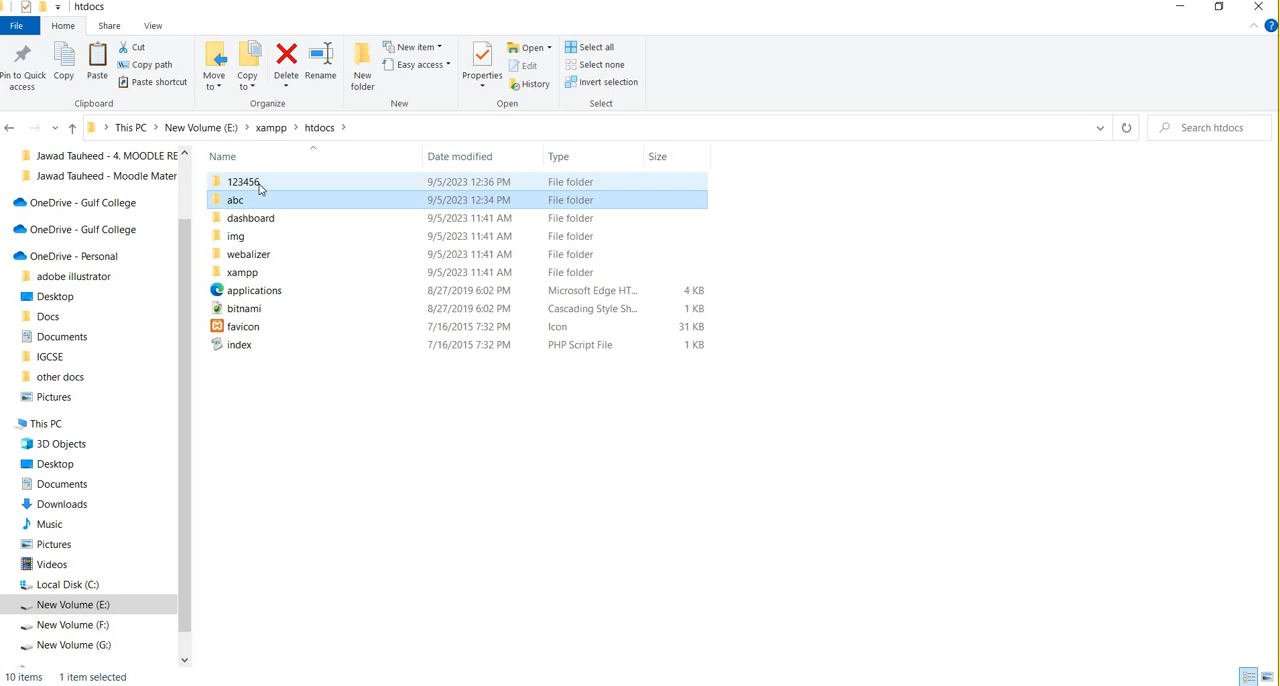 htdocs
File Home Share View
Pin to Quick access
Copy
Paste
Cut
Copy path
Paste shortcut
Clipboard
Move to
Copy to
Delete
Rename
Organize
New folder
New item
Easy access
New
Properties
Open
Edit
History
Open
Select all
Select none
Invert selection
Select
This PC > New Volume (E:) > xampp > htdocs >
Search htdocs
Jawad Tauheed - 4. MOODLE RE
Jawad Tauheed - Moodle Mater
OneDrive - Gulf College
OneDrive - Gulf College
OneDrive - Personal
adobe illustrator
Desktop
Docs
Documents
IGCSE
other docs
Pictures
This PC
3D Objects
Desktop
Documents
Downloads
Music
Pictures
Videos
Local Disk (C:)
New Volume (E:)
New Volume (F:)
New Volume (G:)
Name Date modified Type Size
123456 9/5/2023 12:36 PM File folder
abc 9/5/2023 12:34 PM File folder
dashboard 9/5/2023 11:41 AM File folder
img 9/5/2023 11:41 AM File folder
webalizer 9/5/2023 11:41 AM File folder
xampp 9/5/2023 11:41 AM File folder
applications 8/27/2019 6:02 PM Microsoft Edge HT... 4 KB
bitnami 8/27/2019 6:02 PM Cascading Style Sh... 1 KB
favicon 7/16/2015 7:32 PM Icon 31 KB
index 7/16/2015 7:32 PM PHP Script File 1 KB
10 items 1 item selected